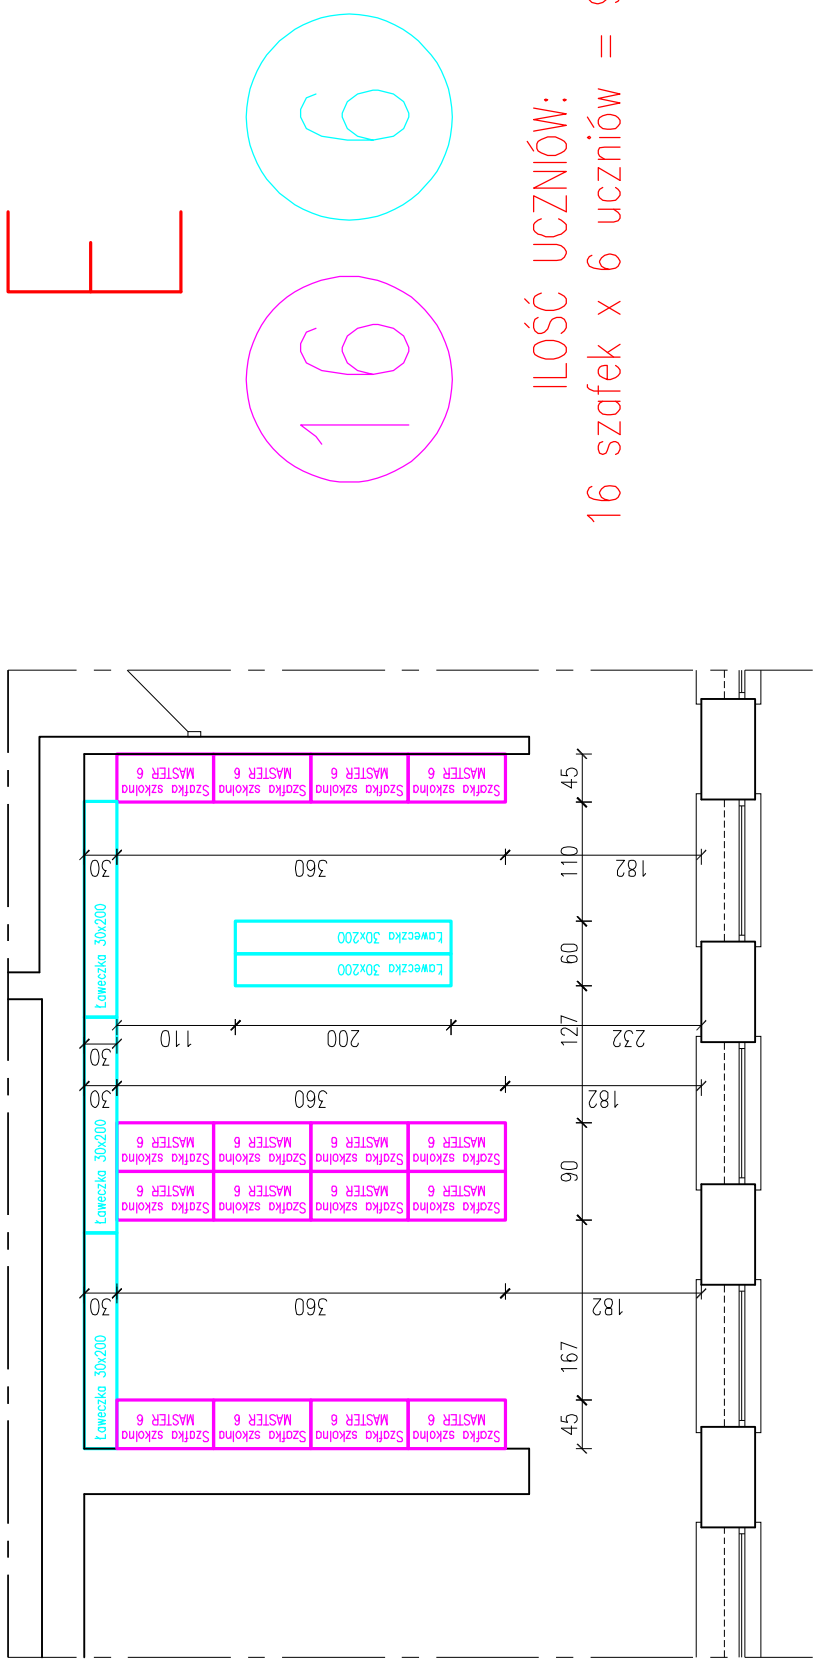 E
16
6
ILOŚĆ UCZNIÓW:
16 szafek x 6 uczniów =
Szafka szkolna
MASTER 6
Szafka szkolna
MASTER 6
Szafka szkolna
MASTER 6
Szafka szkolna
MASTER 6
45
30
360
182
110
Ławeczka 30x200
Ławeczka 30x200
Ławeczka 30x200
60
110
200
232
127
30
30
360
182
Ławeczka 30x200
Szafka szkolna
MASTER 6
Szafka szkolna
MASTER 6
Szafka szkolna
MASTER 6
Szafka szkolna
MASTER 6
90
Szafka szkolna
MASTER 6
Szafka szkolna
MASTER 6
Szafka szkolna
MASTER 6
Szafka szkolna
MASTER 6
30
360
182
167
Ławeczka 30x200
Szafka szkolna
MASTER 6
Szafka szkolna
MASTER 6
Szafka szkolna
MASTER 6
Szafka szkolna
MASTER 6
45